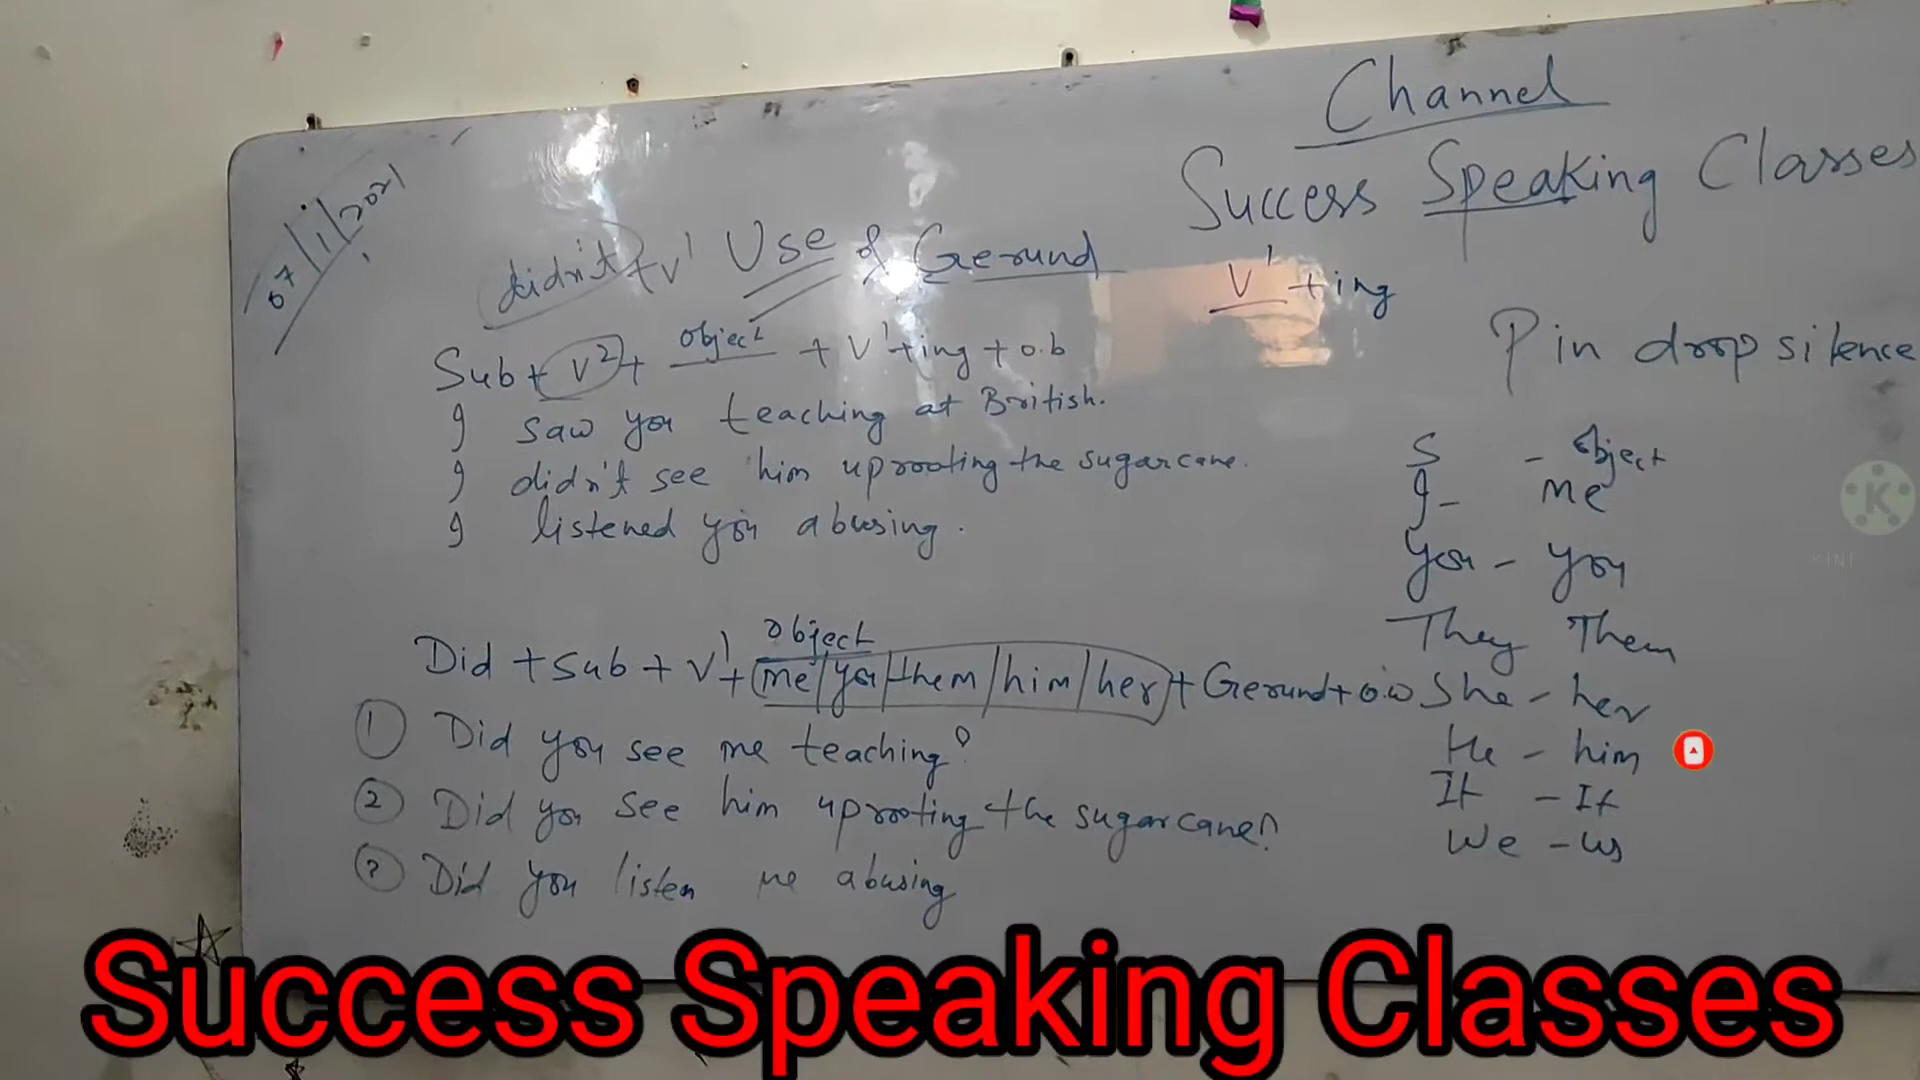 Channel
Success Speaking Classes
07/1/2021
didn't + V1 Use of Gerund
V1 + ing
Pin drop silence
Sub + V2 + object + V1+ing + o.b
I saw you teaching at British.
I didn't see him uprooting the sugarcane.
I listened you abusing.
S - Object
I - me
You - you
They Them
She - her
He - him
It - It
We - us
Did + Sub + V1 + object me/you/them/him/her + Gerund + o.w
1 Did you see me teaching?
2 Did you see him uprooting the sugarcane?
3 Did you listen me abusing
K
KINE
Success Speaking Classes